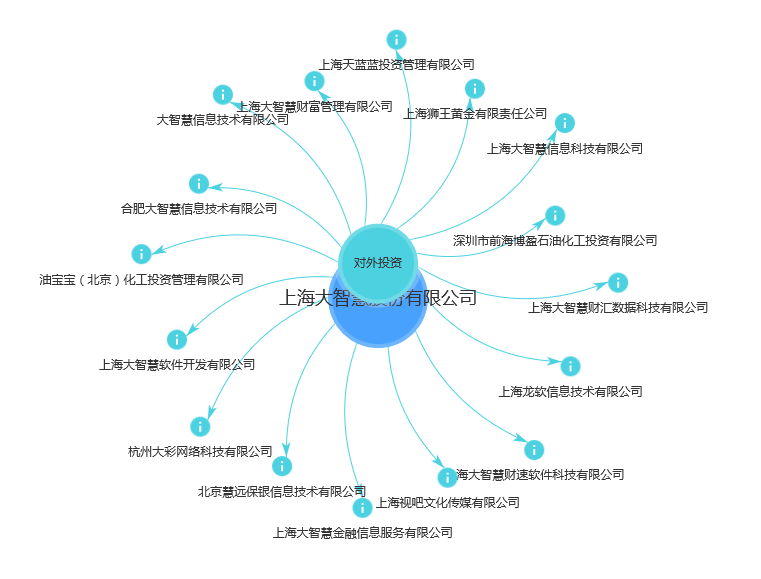 上海天蓝蓝投资管理有限公司
上海大智慧财富管理有限公司
上海狮王黄金有限责任公司
大智慧信息技术有限公司
上海大智慧信息科技有限公司
合肥大智慧信息技术有限公司
深圳市前海博盈石油化工投资有限公司
对外投资
油宝宝（北京）化工投资管理有限公司
上海大智慧股份有限公司
上海大智慧财汇数据科技有限公司
上海大智慧软件开发有限公司
上海龙软信息技术有限公司
杭州大彩网络科技有限公司
海大智慧财速软件科技有限公司
北京慧远保银信息技术有限公司
上海视吧文化传媒有限公司
上海大智慧金融信息服务有限公司